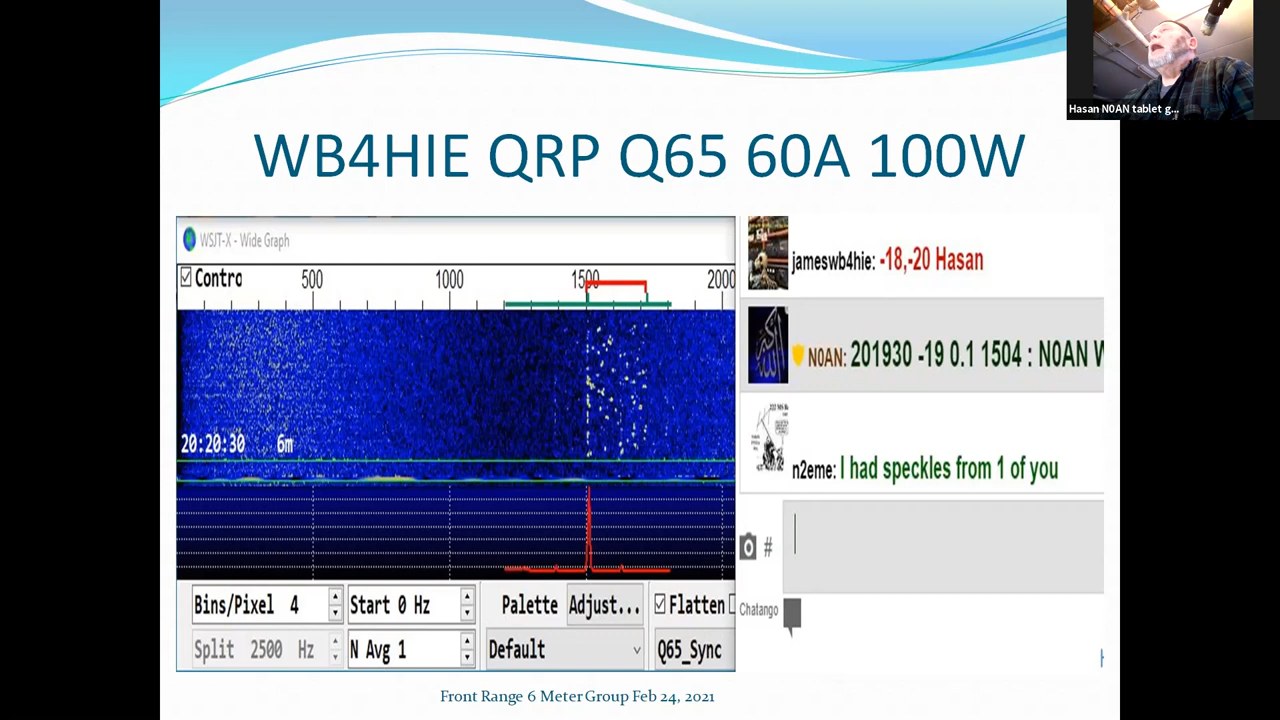 Hasan N0AN tablet g...
WB4HIE QRP Q65 60A 100W
WSJT-X - Wide Graph
Contro 500 1000 1500 2000
20:20:30 6m
Bins/Pixel 4 Start 0 Hz Palette Adjust... Flatten
Split 2500 Hz N Avg 1 Default Q65_Sync
jameswb4hie: -18,-20 Hasan
N0AN: 201930 -19 0.1 1504 : N0AN W
n2eme: I had speckles from 1 of you
#
Chatango
Front Range 6 Meter Group Feb 24, 2021